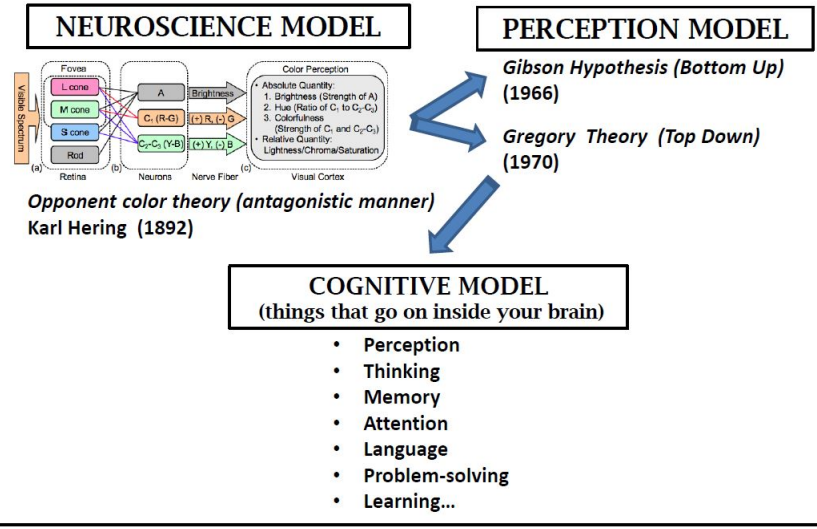 NEUROSCIENCE MODEL
PERCEPTION MODEL
Fovea
L cone
M cone
S cone
Rod
Visible Spectrum
(a)
Retina
A
C₁ (R-G)
C₂-C₃ (Y-B)
(b)
Neurons
Brightness
(+) R, (-) G
(+) Y, (-) B
Nerve Fiber
(c)
Color Perception
• Absolute Quantity:
1. Brightness (Strength of A)
2. Hue (Ratio of C₁ to C₂-C₃)
3. Colorfulness
(Strength of C₁ and C₂-C₃)
• Relative Quantity:
Lightness/Chroma/Saturation
Visual Cortex
Gibson Hypothesis (Bottom Up)
(1966)
Gregory Theory (Top Down)
(1970)
Opponent color theory (antagonistic manner)
Karl Hering (1892)
COGNITIVE MODEL
(things that go on inside your brain)
• Perception
• Thinking
• Memory
• Attention
• Language
• Problem-solving
• Learning…